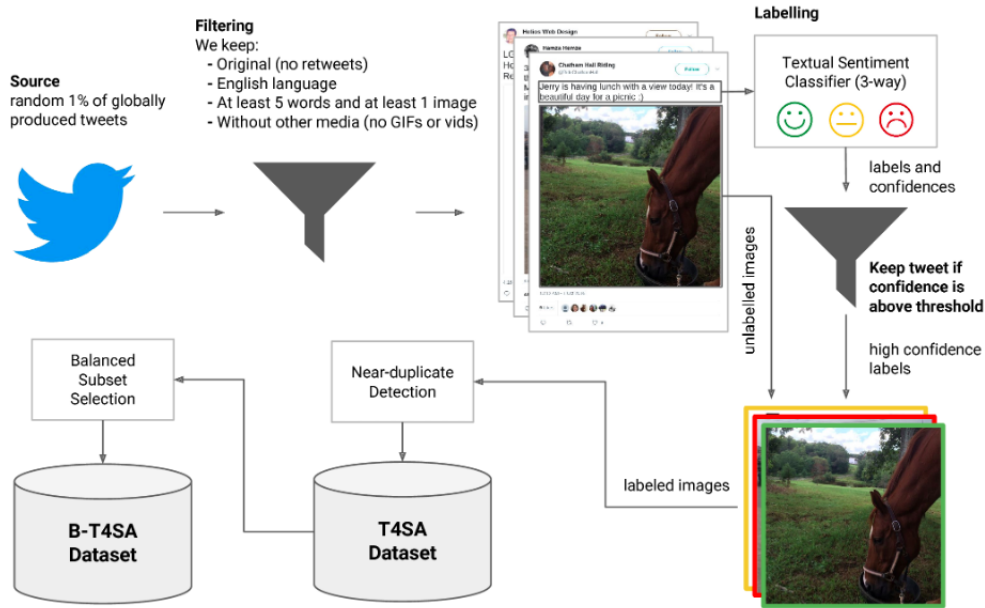 Source
random 1% of globally
produced tweets
Filtering
We keep:
- Original (no retweets)
- English language
- At least 5 words and at least 1 image
- Without other media (no GIFs or vids)
Helios Web Design
Chatham Hall Riding
Follow
Jerry is having lunch with a view today! It's a
beautiful day for a picnic :)
Labelling
Textual Sentiment
Classifier (3-way)
labels and
confidences
unlabelled images
Keep tweet if
confidence is
above threshold
high confidence
labels
labeled images
Near-duplicate
Detection
T4SA
Dataset
Balanced
Subset
Selection
B-T4SA
Dataset